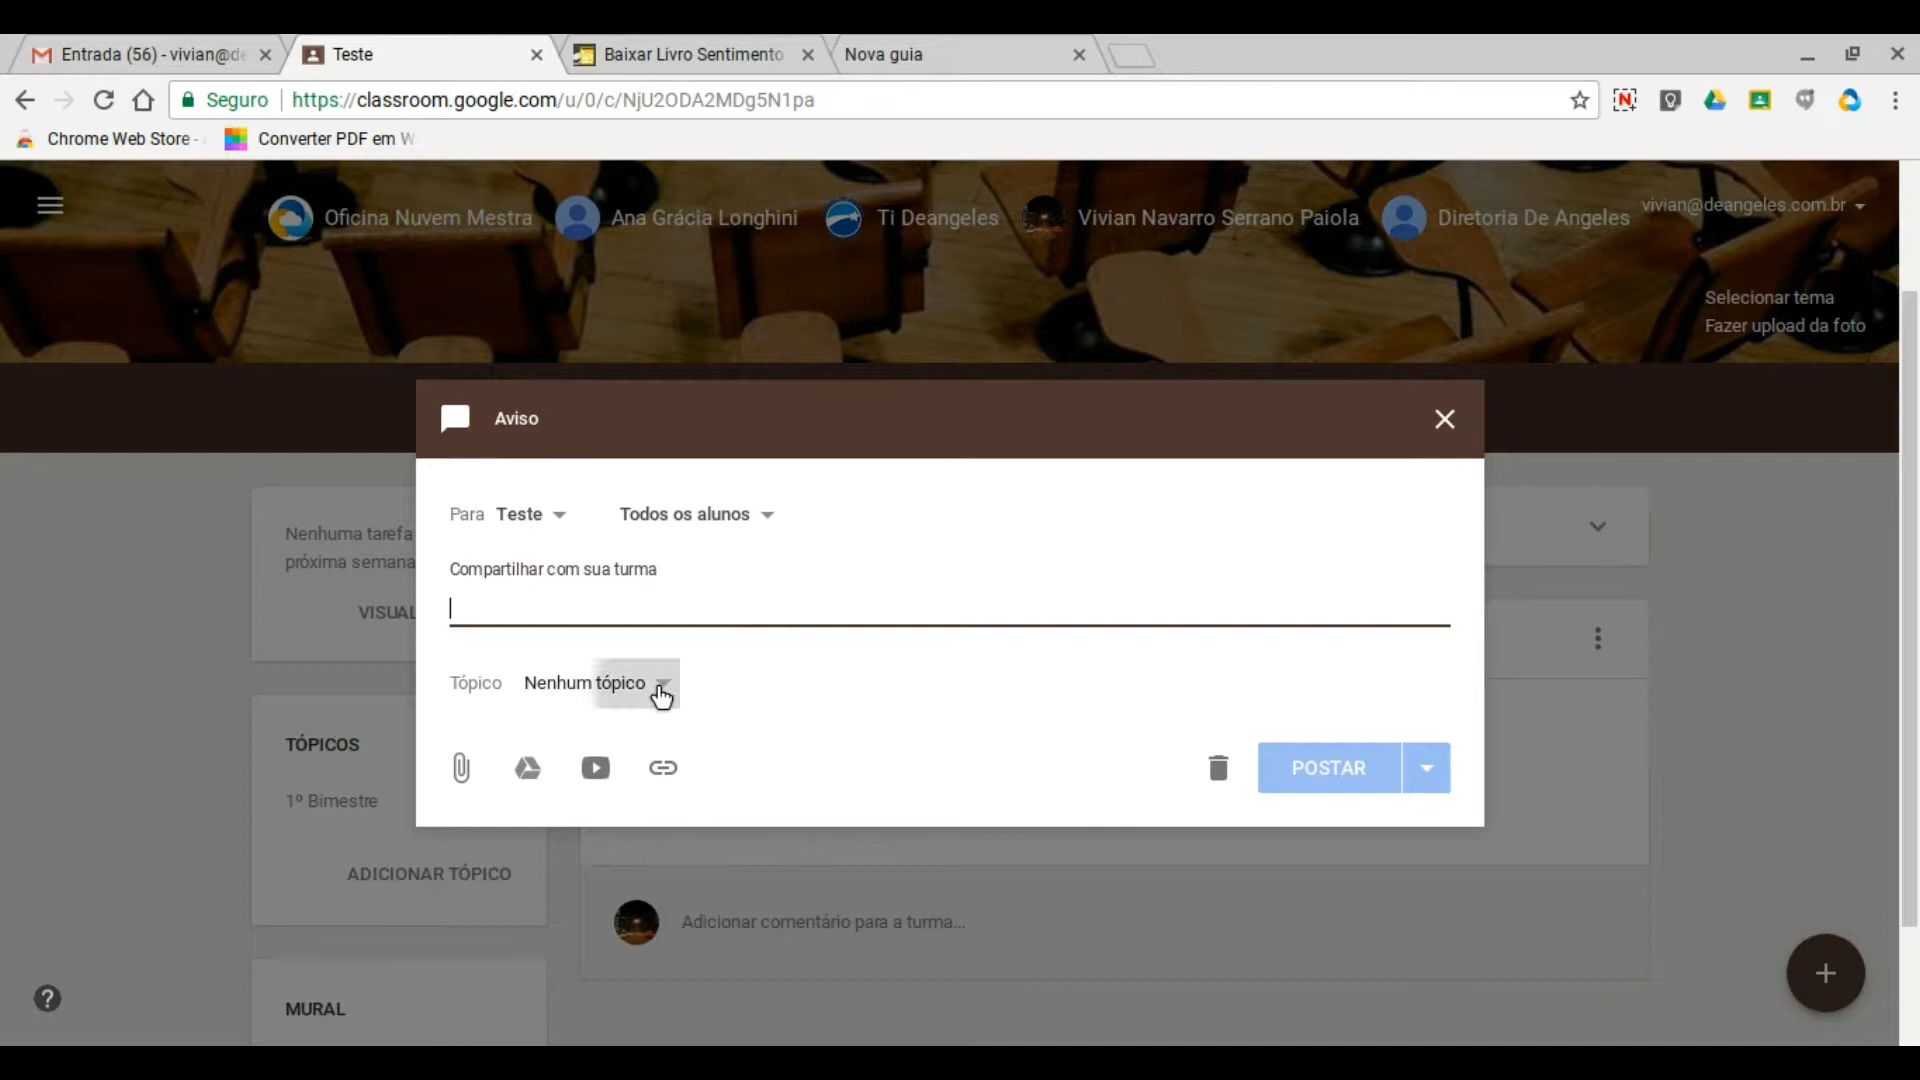 Entrada (56) - vivian@de
Teste
Baixar Livro Sentimento
Nova guia
Seguro
https://classroom.google.com/u/0/c/NjU2ODA2MDg5N1pa
Chrome Web Store -
Converter PDF em W
Oficina Nuvem Mestra
Ana Grácia Longhini
Ti Deangeles
Vivian Navarro Serrano Paiola
Diretoria De Angeles
vivian@deangeles.com.br
Selecionar tema
Fazer upload da foto
Aviso
Para Teste
Todos os alunos
Nenhuma tarefa
próxima semana
VISUAL
Compartilhar com sua turma
Tópico Nenhum tópico
TÓPICOS
1º Bimestre
ADICIONAR TÓPICO
POSTAR
Adicionar comentário para a turma...
MURAL